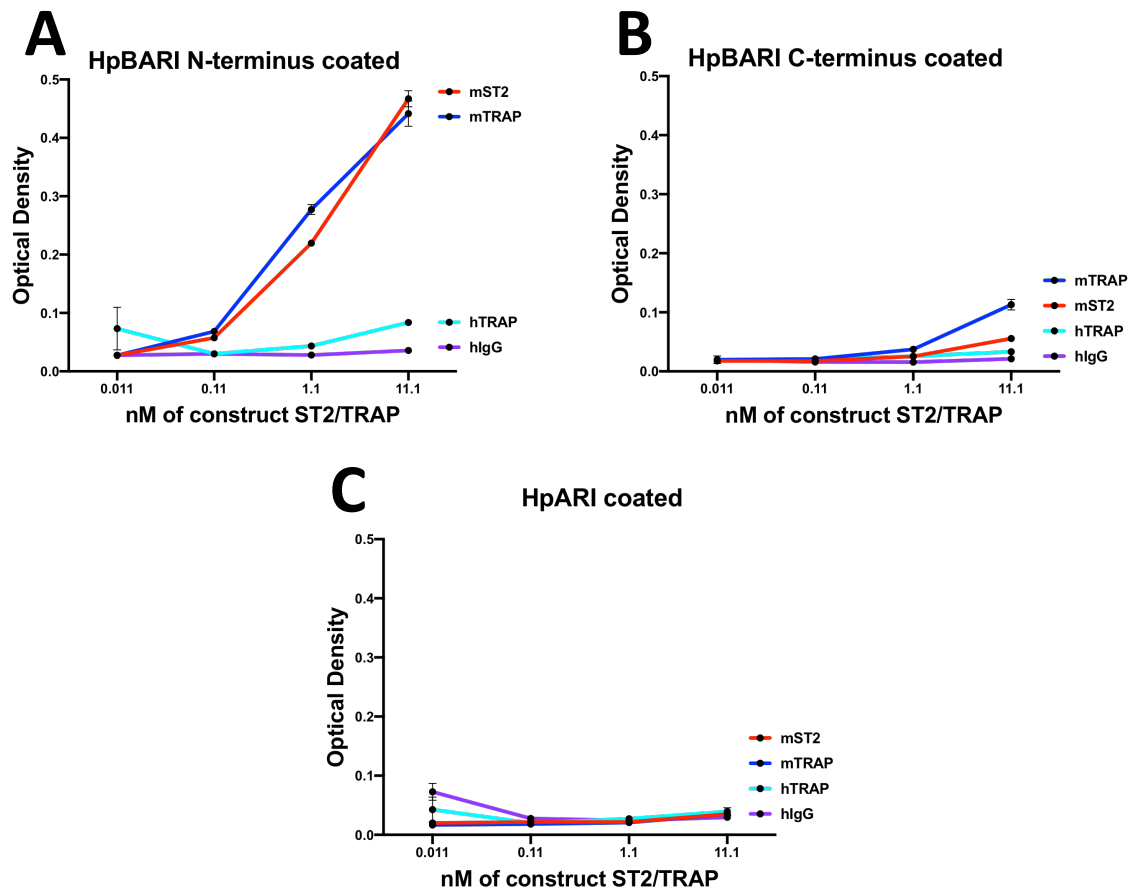 A
HpBARI N-terminus coated
Optical Density
0.5
0.4
0.3
0.2
0.1
0.0
0.011
0.11
1.1
11.1
nM of construct ST2/TRAP
mST2
mTRAP
hTRAP
hIgG
B
HpBARI C-terminus coated
Optical Density
0.5
0.4
0.3
0.2
0.1
0.0
0.011
0.11
1.1
11.1
nM of construct ST2/TRAP
mTRAP
mST2
hTRAP
hIgG
C
HpARI coated
Optical Density
0.5
0.4
0.3
0.2
0.1
0.0
0.011
0.11
1.1
11.1
nM of construct ST2/TRAP
mST2
mTRAP
hTRAP
hIgG